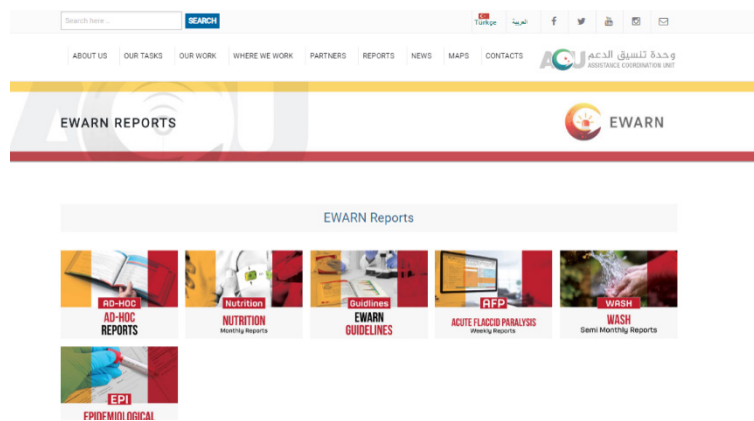 Search here ...
SEARCH
Türkçe
العربية
ABOUT US
OUR TASKS
OUR WORK
WHERE WE WORK
PARTNERS
REPORTS
NEWS
MAPS
CONTACTS
ACU
وحدة تنسيق الدعم
ASSISTANCE COORDINATION UNIT
EWARN REPORTS
EWARN
EWARN Reports
AD-HOC
AD-HOC
REPORTS
Nutrition
NUTRITION
Monthly Reports
Guidlines
EWARN
GUIDELINES
AFP
ACUTE FLACCID PARALYSIS
Weekly Reports
WASH
WASH
Semi Monthly Reports
EPI
EPIDEMIOLOGICAL